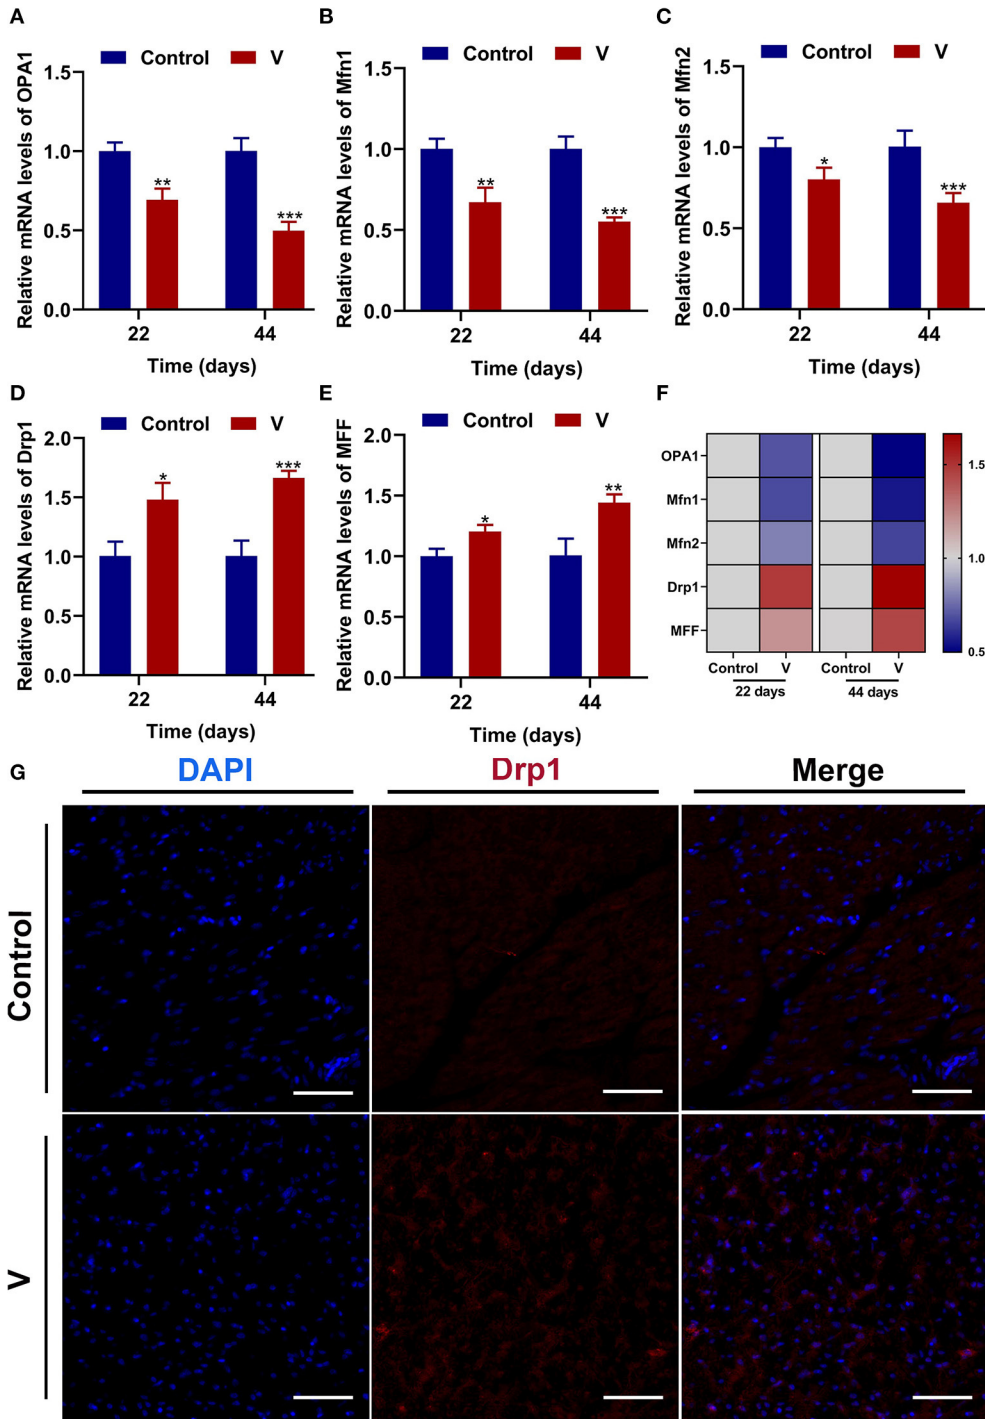 A
Control V
Relative mRNA levels of OPA1
1.5
1.0
0.5
0.0
** ***
22 44
Time (days)
B
Control V
Relative mRNA levels of Mfn1
1.5
1.0
0.5
0.0
** ***
22 44
Time (days)
C
Control V
Relative mRNA levels of Mfn2
1.5
1.0
0.5
0.0
* ***
22 44
Time (days)
D
Control V
Relative mRNA levels of Drp1
2.0
1.5
1.0
0.5
0.0
* ***
22 44
Time (days)
E
Control V
Relative mRNA levels of MFF
2.0
1.5
1.0
0.5
0.0
* **
22 44
Time (days)
F
OPA1
Mfn1
Mfn2
Drp1
MFF
Control V Control V
22 days 44 days
1.5
1.0
0.5
G
DAPI Drp1 Merge
Control
V